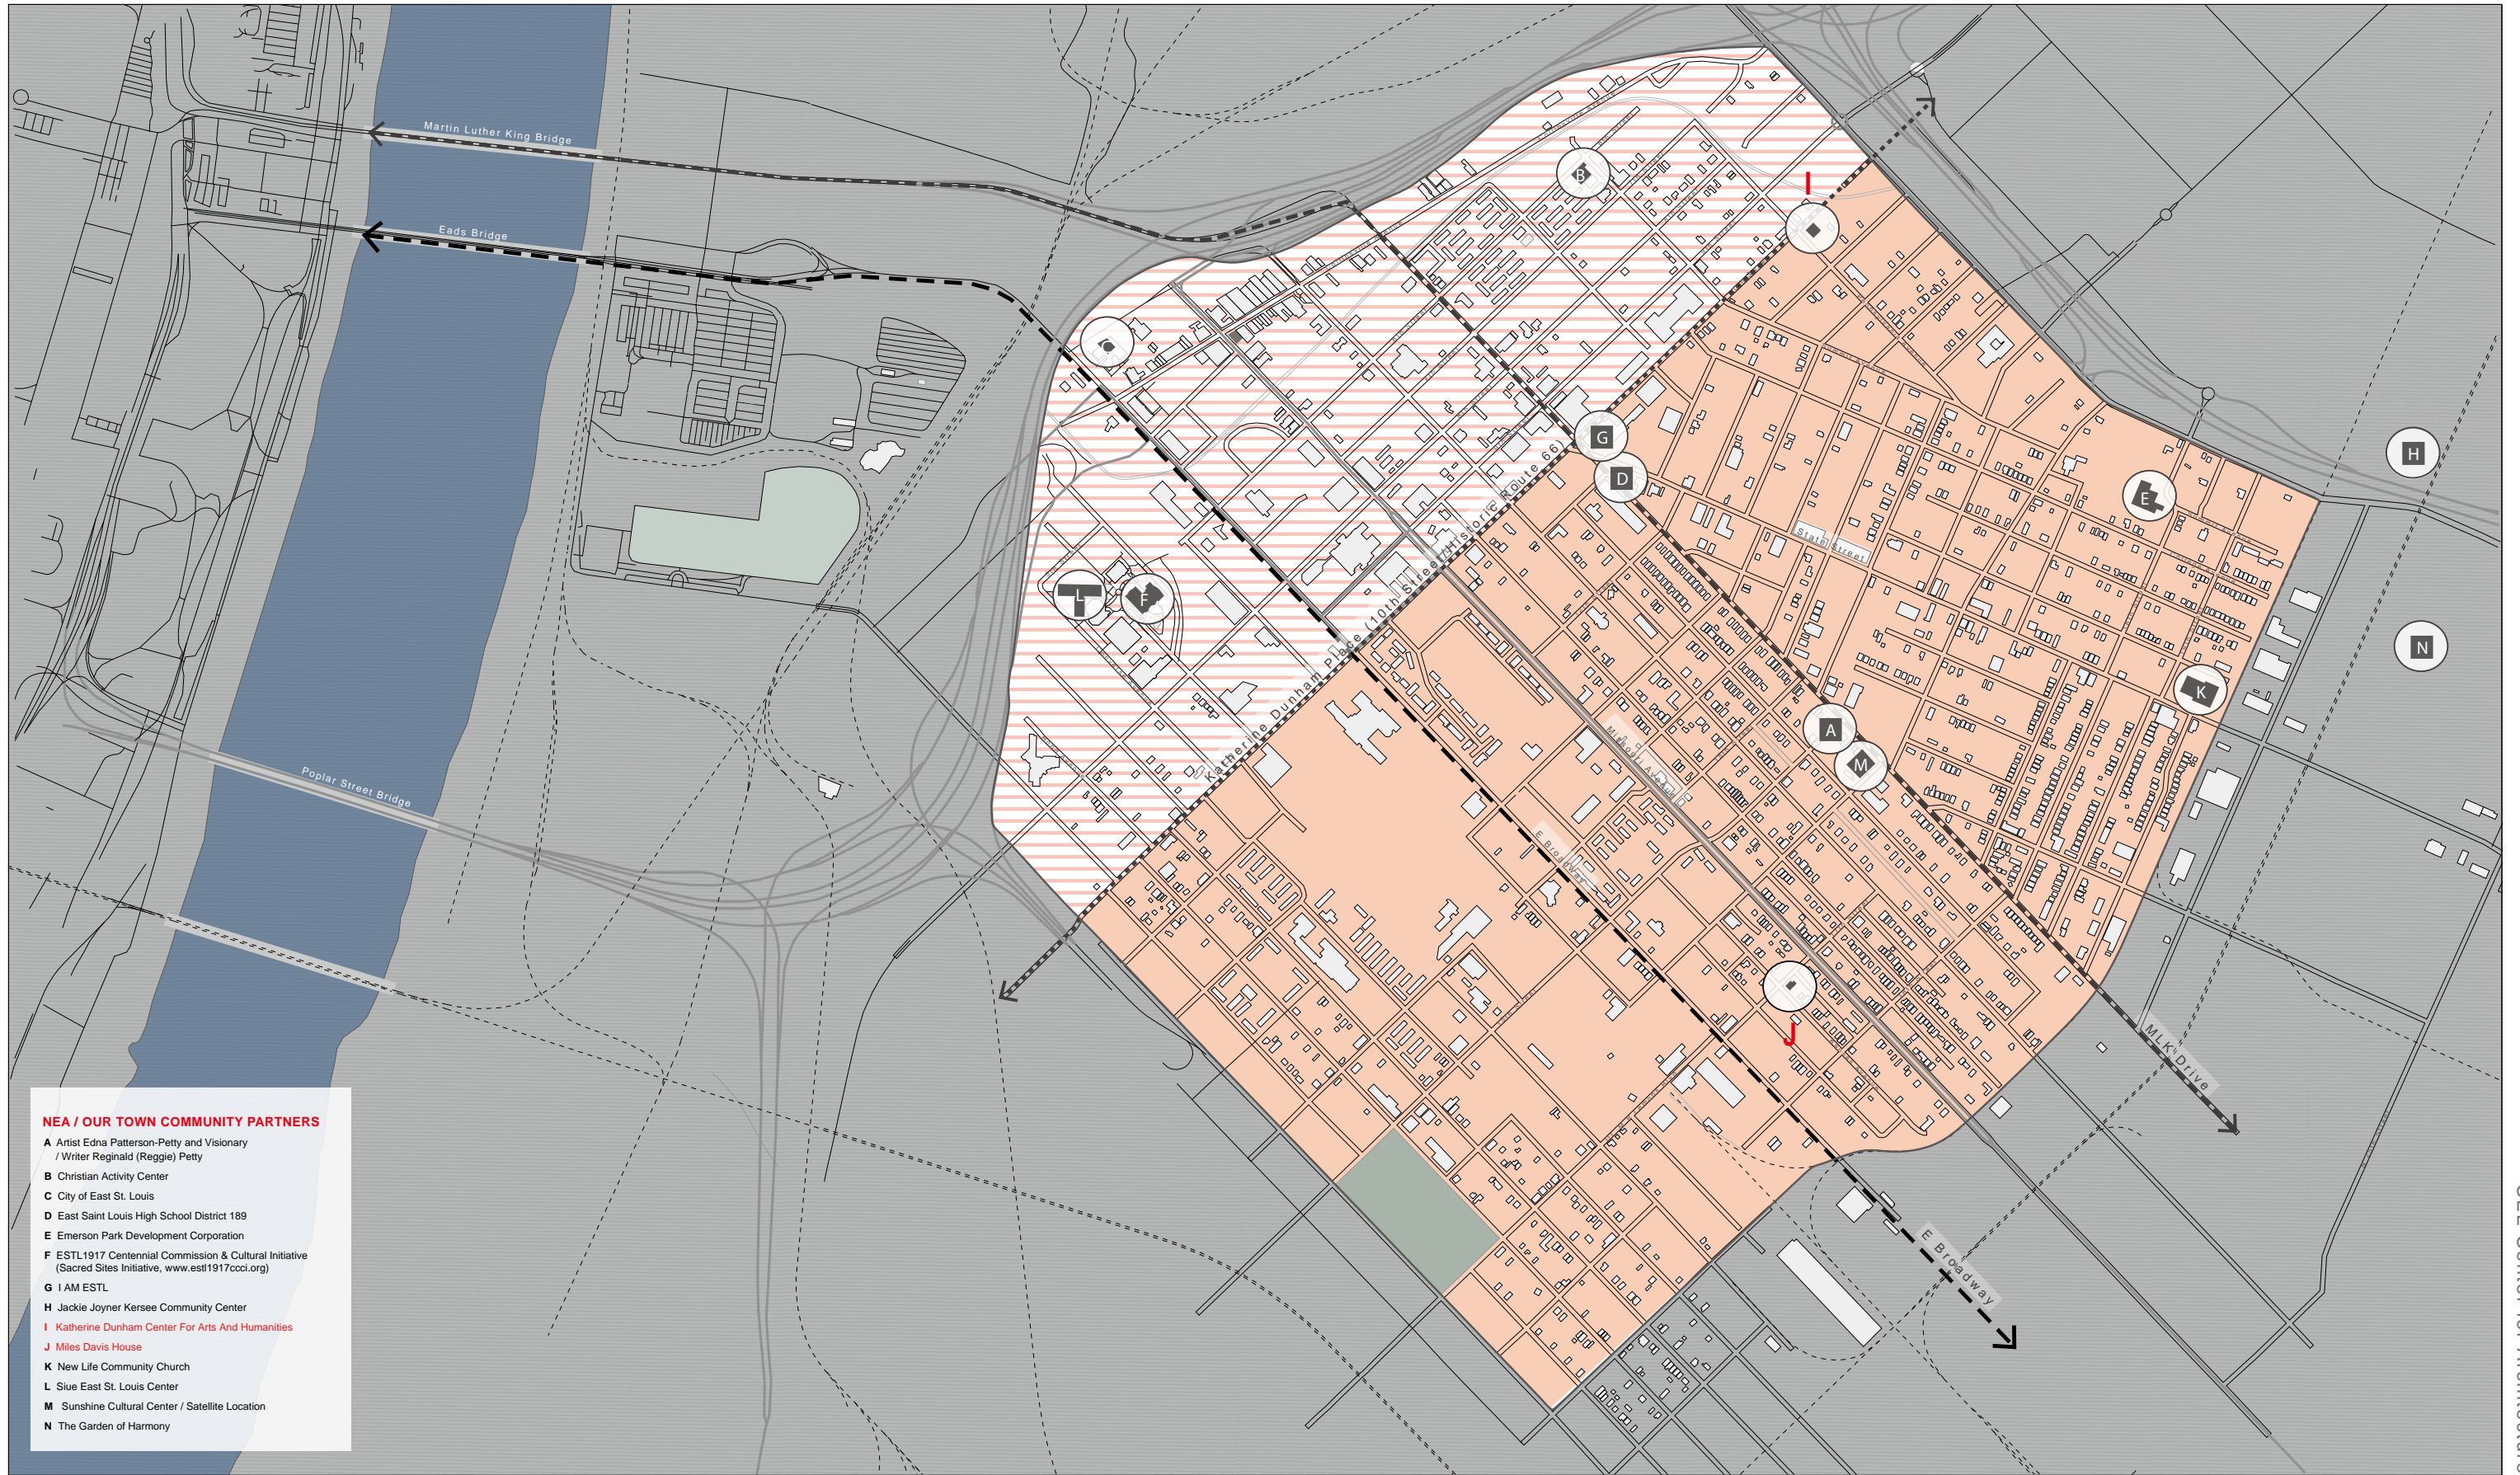 Martin Luther King Bridge
Eads Bridge
B
I
C
G
D
H
E
State Street
Katherine Dunham Place (10th Street/Historic Route 66)
L
F
N
K
A
M
Missouri Avenue
Poplar Street Bridge
E Broadway
J
MLK Drive
E Broadway
NEA / OUR TOWN COMMUNITY PARTNERS
A Artist Edna Patterson-Petty and Visionary
/ Writer Reginald (Reggie) Petty
B Christian Activity Center
C City of East St. Louis
D East Saint Louis High School District 189
E Emerson Park Development Corporation
F ESTL1917 Centennial Commission & Cultural Initiative
(Sacred Sites Initiative, www.estl1917ccci.org)
G I AM ESTL
H Jackie Joyner Kersee Community Center
I Katherine Dunham Center For Arts And Humanities
J Miles Davis House
K New Life Community Church
L Siue East St. Louis Center
M Sunshine Cultural Center / Satellite Location
N The Garden of Harmony